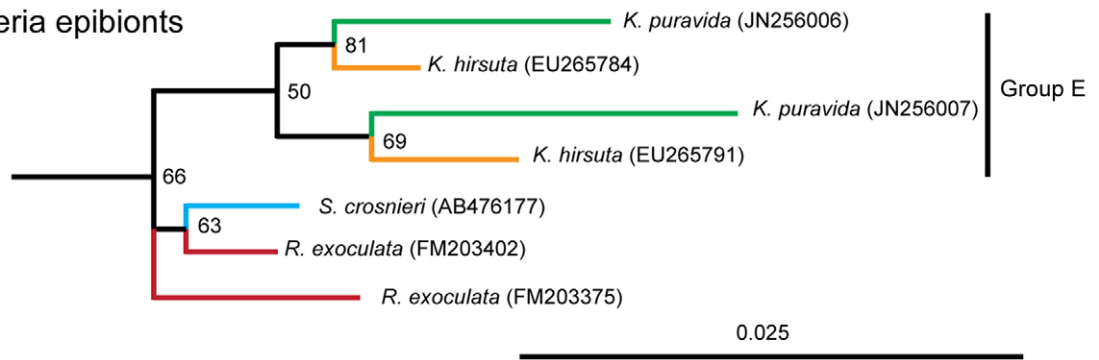 epibionts
K. puravida (JN256006)
81
K. hirsuta (EU265784)
50
Group E
K. puravida (JN256007)
69
K. hirsuta (EU265791)
66
S. crosnieri (AB476177)
63
R. exoculata (FM203402)
R. exoculata (FM203375)
0.025